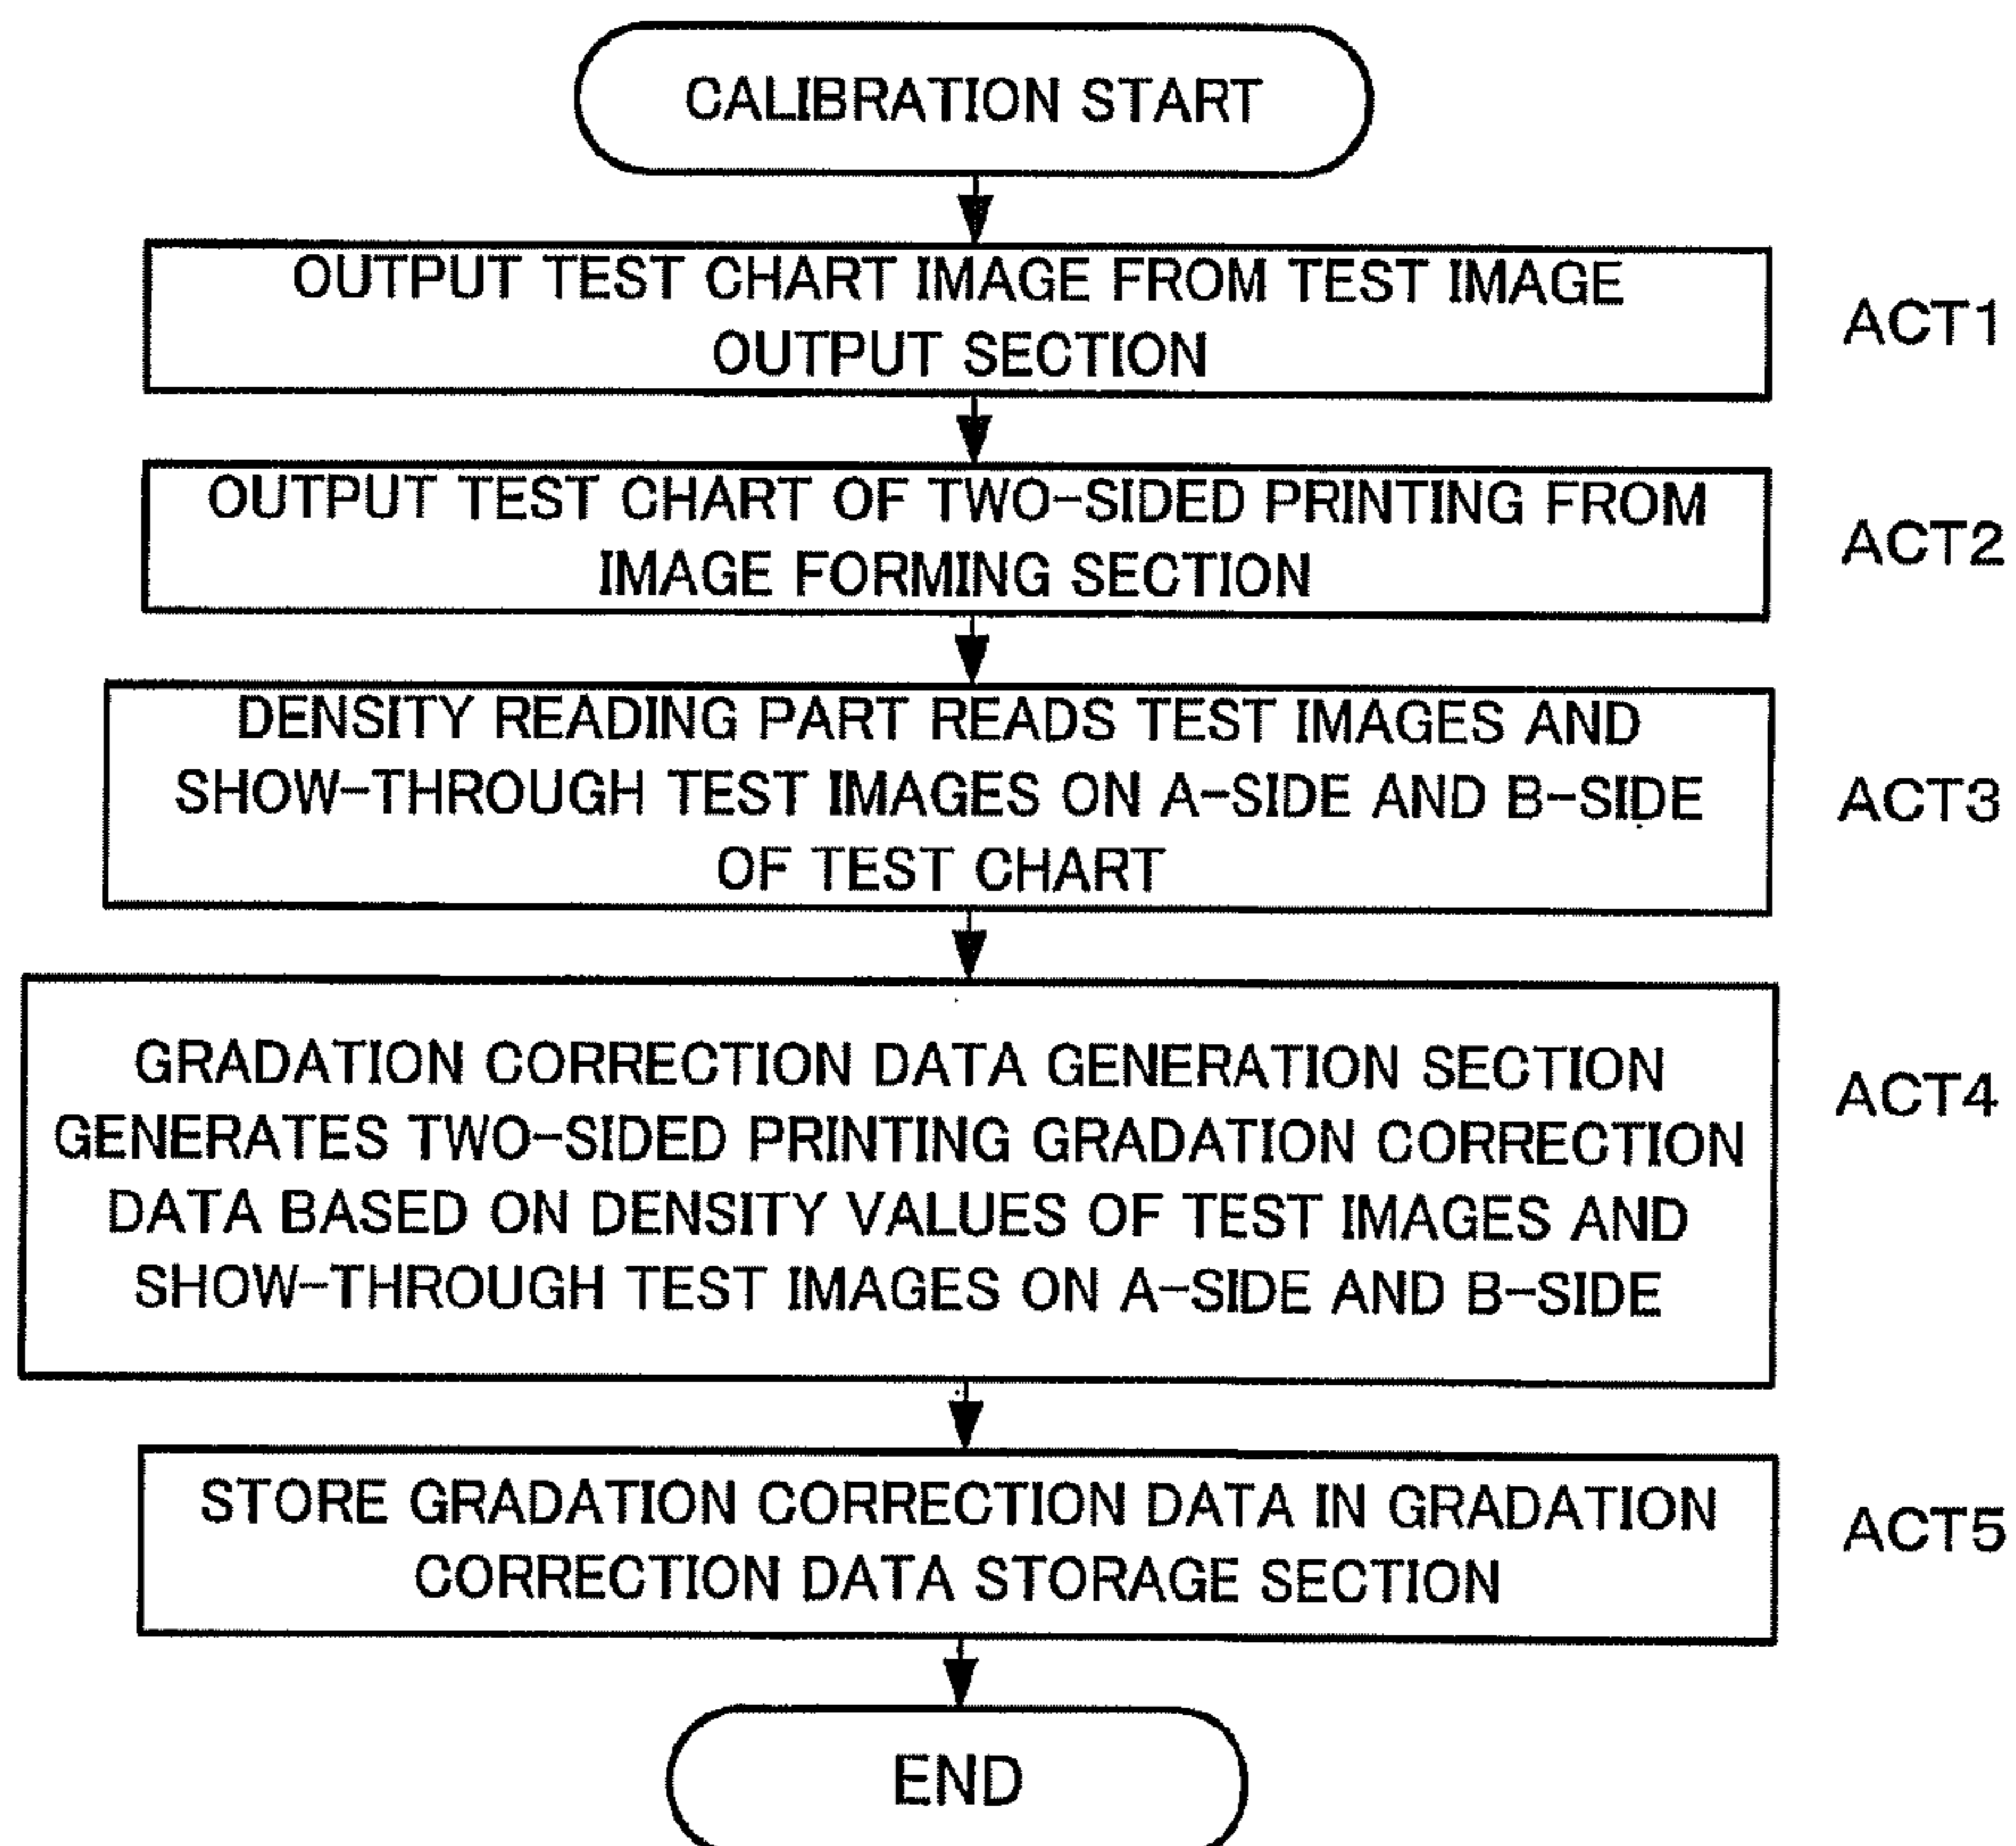 CALIBRATION START
OUTPUT TEST CHART IMAGE FROM TEST IMAGE
OUTPUT SECTION
ACT1
OUTPUT TEST CHART OF TWO-SIDED PRINTING FROM
IMAGE FORMING SECTION
ACT2
DENSITY READING PART READS TEST IMAGES AND
SHOW-THROUGH TEST IMAGES ON A-SIDE AND B-SIDE
OF TEST CHART
ACT3
GRADATION CORRECTION DATA GENERATION SECTION
GENERATES TWO-SIDED PRINTING GRADATION CORRECTION
DATA BASED ON DENSITY VALUES OF TEST IMAGES AND
SHOW-THROUGH TEST IMAGES ON A-SIDE AND B-SIDE
ACT4
STORE GRADATION CORRECTION DATA IN GRADATION
CORRECTION DATA STORAGE SECTION
ACT5
END